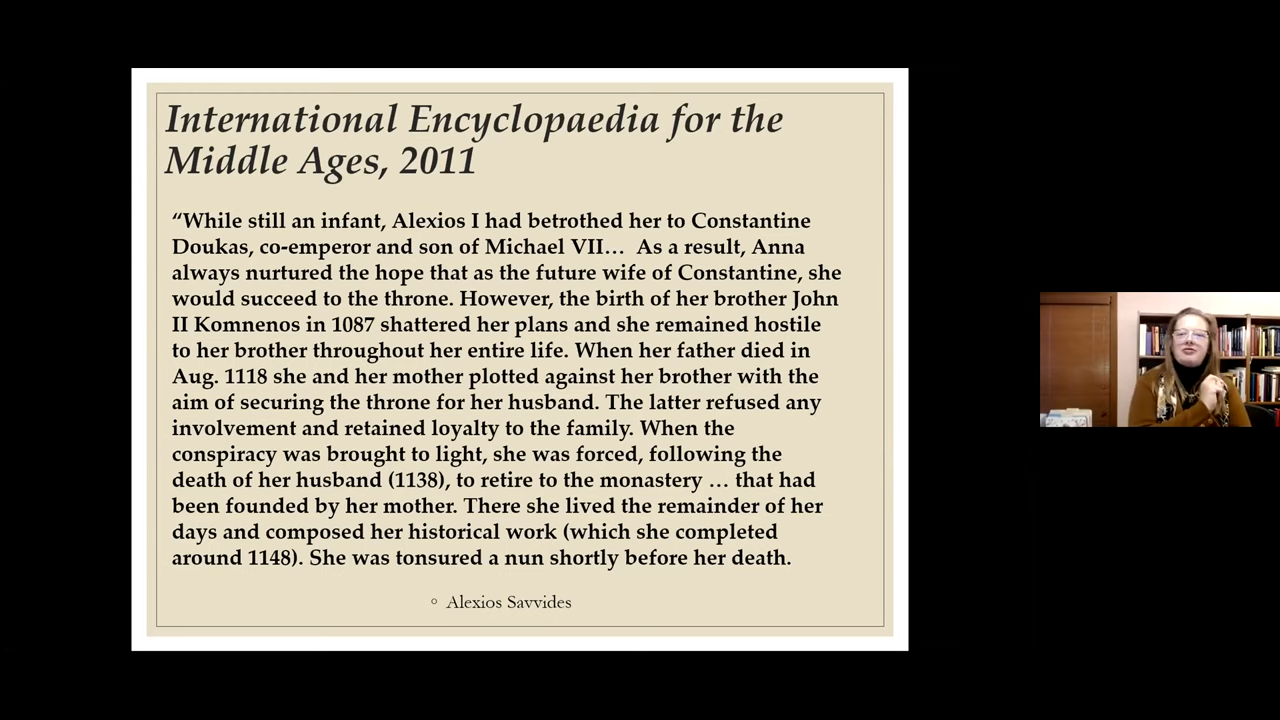 International Encyclopaedia for the
Middle Ages, 2011
“While still an infant, Alexios I had betrothed her to Constantine
Doukas, co-emperor and son of Michael VII…  As a result, Anna
always nurtured the hope that as the future wife of Constantine, she
would succeed to the throne. However, the birth of her brother John
II Komnenos in 1087 shattered her plans and she remained hostile
to her brother throughout her entire life. When her father died in
Aug. 1118 she and her mother plotted against her brother with the
aim of securing the throne for her husband. The latter refused any
involvement and retained loyalty to the family. When the
conspiracy was brought to light, she was forced, following the
death of her husband (1138), to retire to the monastery … that had
been founded by her mother. There she lived the remainder of her
days and composed her historical work (which she completed
around 1148). She was tonsured a nun shortly before her death.
◦ Alexios Savvides